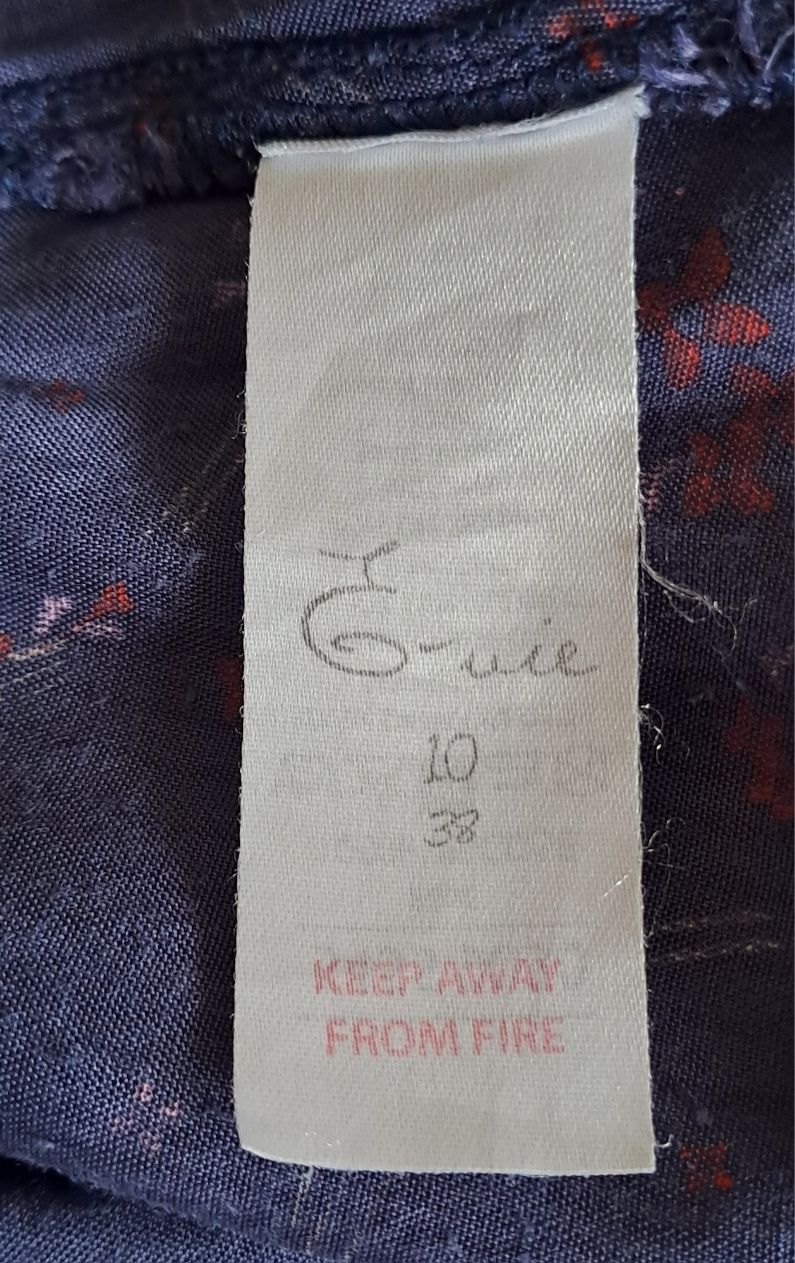 E-vie
10
38
KEEP AWAY
FROM FIRE